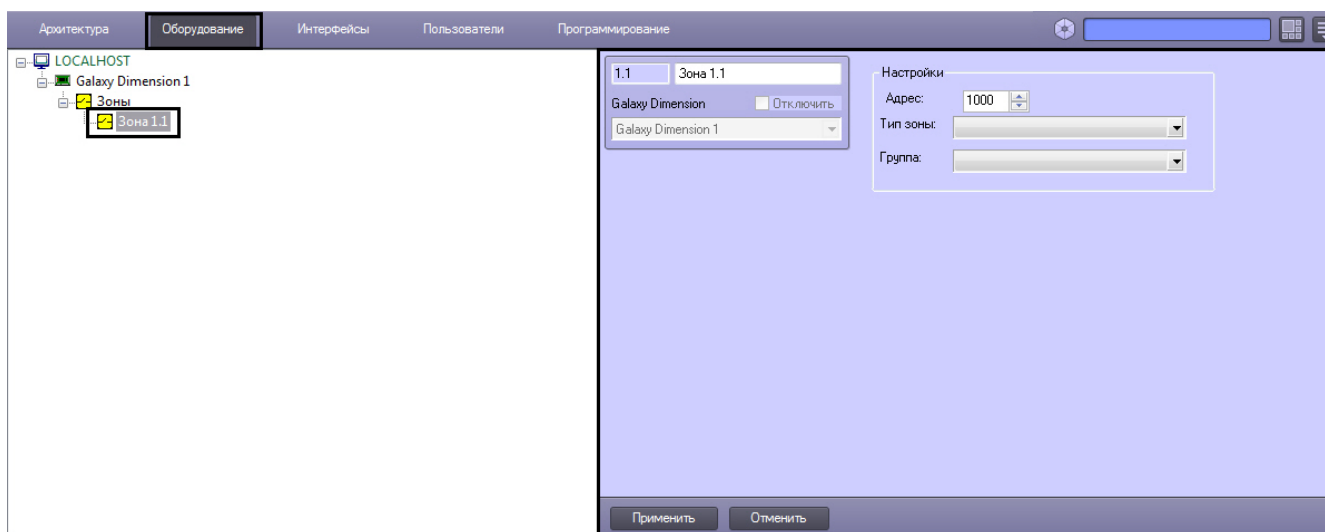 Архитектура Оборудование Интерфейсы Пользователи Программирование
LOCALHOST
Galaxy Dimension 1
Зоны
Зона 1.1
1.1 Зона 1.1
Galaxy Dimension Отключить
Galaxy Dimension 1
Настройки
Адрес: 1000
Тип зоны:
Группа:
Применить Отменить